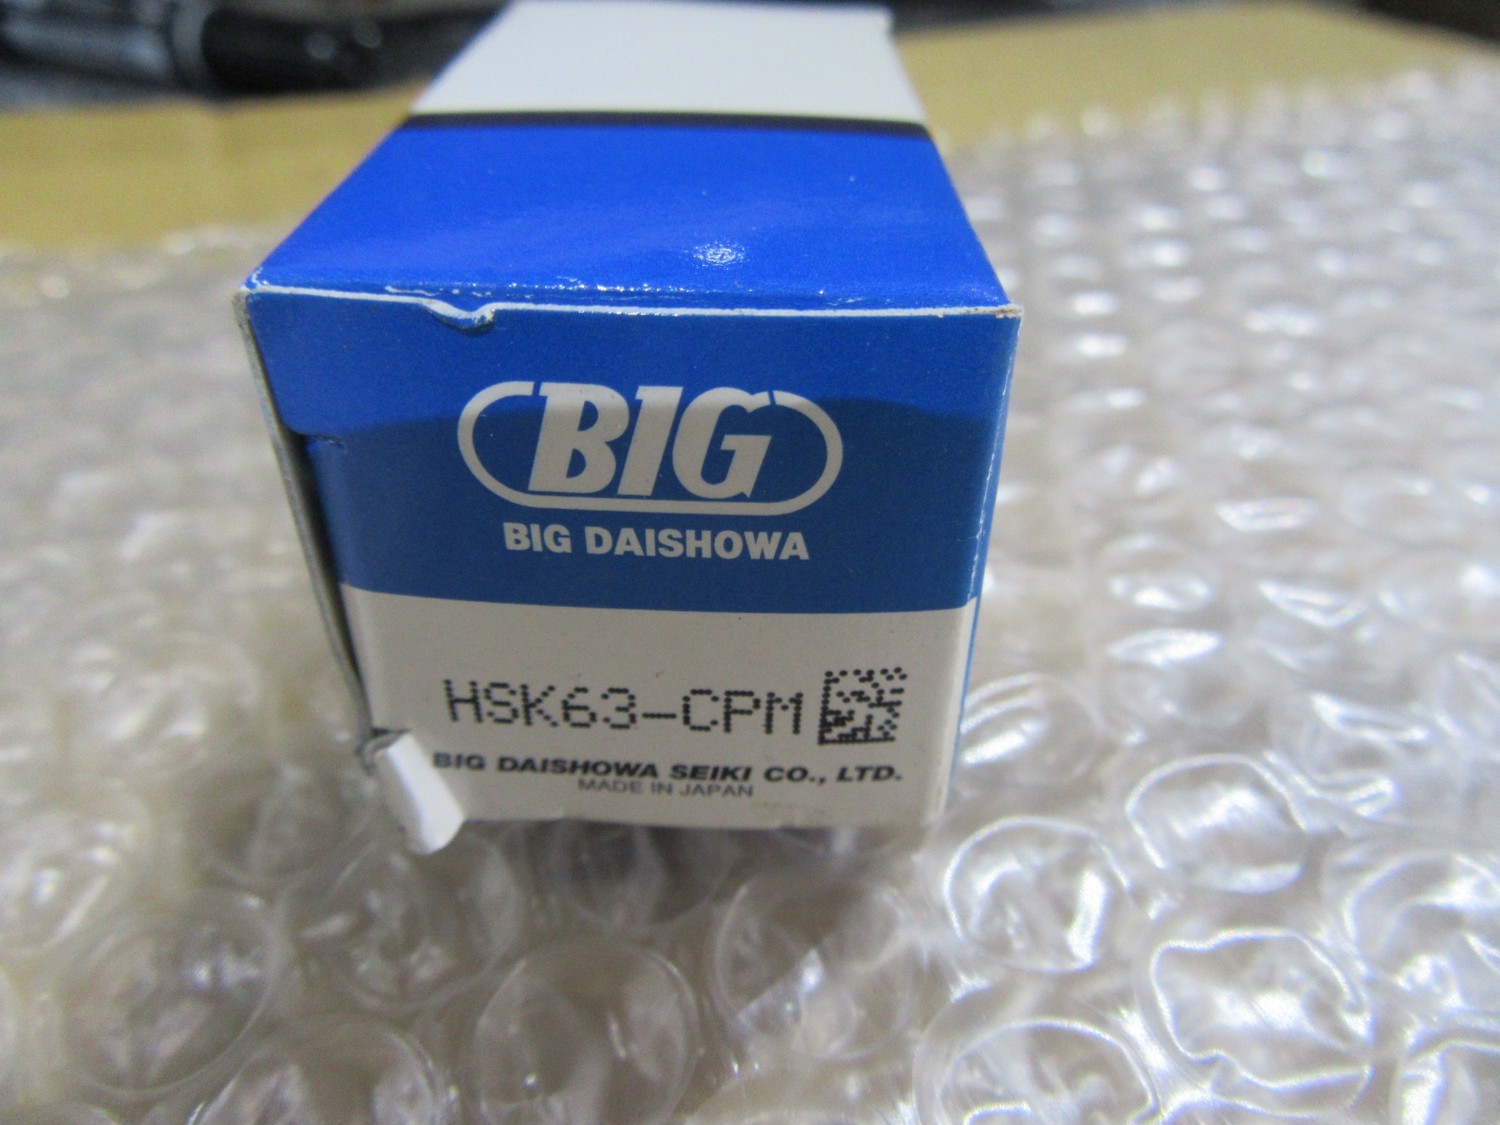 BIG
BIG DAISHOWA
HSK63-CPM
BIG DAISHOWA SEIKI CO., LTD.
MADE IN JAPAN